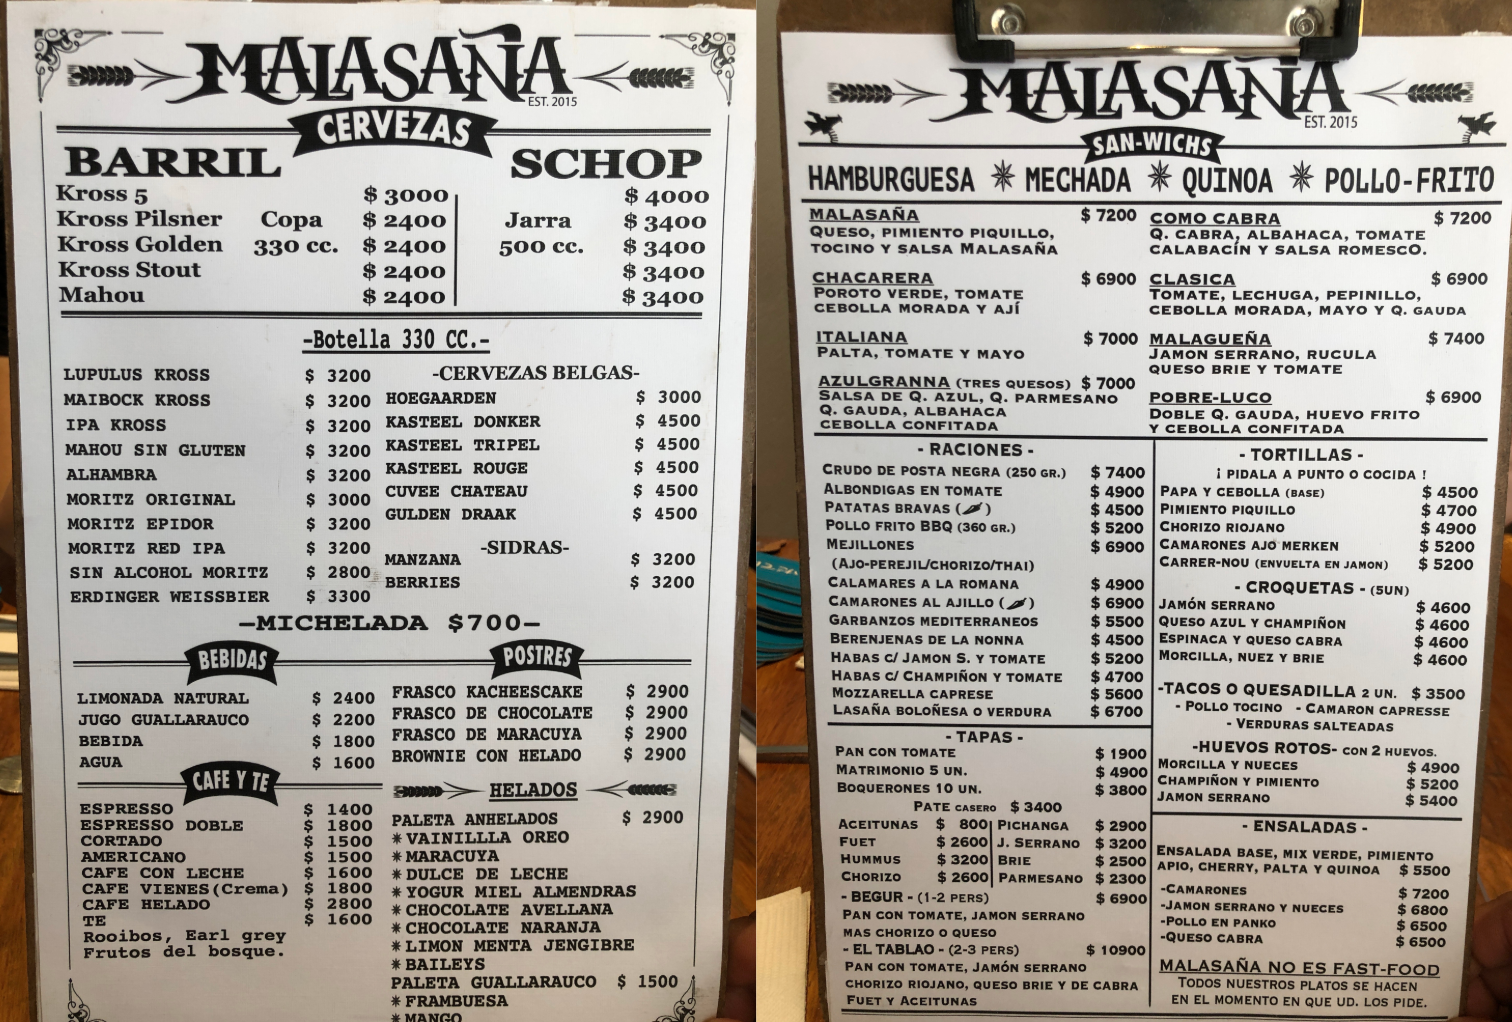 MALASAÑA
EST. 2015
CERVEZAS
BARRIL SCHOP
Kross 5 $ 3000 $ 4000
Kross Pilsner Copa $ 2400 Jarra $ 3400
Kross Golden 330 cc. $ 2400 500 cc. $ 3400
Kross Stout $ 2400 $ 3400
Mahou $ 2400 $ 3400
-Botella 330 CC.-
LUPULUS KROSS $ 3200
MAIBOCK KROSS $ 3200
IPA KROSS $ 3200
MAHOU SIN GLUTEN $ 3200
ALHAMBRA $ 3200
MORITZ ORIGINAL $ 3000
MORITZ EPIDOR $ 3200
MORITZ RED IPA $ 3200
SIN ALCOHOL MORITZ $ 2800
ERDINGER WEISSBIER $ 3300
-CERVEZAS BELGAS-
HOEGAARDEN $ 3000
KASTEEL DONKER $ 4500
KASTEEL TRIPEL $ 4500
KASTEEL ROUGE $ 4500
CUVEE CHATEAU $ 4500
GULDEN DRAAK $ 4500
-SIDRAS-
MANZANA $ 3200
BERRIES $ 3200
—MICHELADA $700—
BEBIDAS
LIMONADA NATURAL $ 2400
JUGO GUALLARAUCO $ 2200
BEBIDA $ 1800
AGUA $ 1600
CAFE Y TE
ESPRESSO $ 1400
ESPRESSO DOBLE $ 1800
CORTADO $ 1500
AMERICANO $ 1500
CAFE CON LECHE $ 1600
CAFE VIENES(Crema) $ 1800
CAFE HELADO $ 2800
TE $ 1600
Rooibos, Earl grey
Frutos del bosque.
POSTRES
FRASCO KACHEESCAKE $ 2900
FRASCO DE CHOCOLATE $ 2900
FRASCO DE MARACUYA $ 2900
BROWNIE CON HELADO $ 2900
HELADOS
PALETA ANHELADOS $ 2900
*VAINILLLA OREO
*MARACUYA
*DULCE DE LECHE
*YOGUR MIEL ALMENDRAS
*CHOCOLATE AVELLANA
*CHOCOLATE NARANJA
*LIMON MENTA JENGIBRE
*BAILEYS
PALETA GUALLARAUCO $ 1500
*FRAMBUESA
*MANGO
MALASAÑA
EST. 2015
SAN-WICHS
HAMBURGUESA * MECHADA * QUINOA * POLLO-FRITO
MALASAÑA $ 7200
QUESO, PIMIENTO PIQUILLO,
TOCINO Y SALSA MALASAÑA
CHACARERA $ 6900
POROTO VERDE, TOMATE
CEBOLLA MORADA Y AJÍ
ITALIANA $ 7000
PALTA, TOMATE Y MAYO
AZULGRANNA (TRES QUESOS) $ 7000
SALSA DE Q. AZUL, Q. PARMESANO
Q. GAUDA, ALBAHACA
CEBOLLA CONFITADA
COMO CABRA $ 7200
Q. CABRA, ALBAHACA, TOMATE
CALABACÍN Y SALSA ROMESCO.
CLASICA $ 6900
TOMATE, LECHUGA, PEPINILLO,
CEBOLLA MORADA, MAYO Y Q. GAUDA
MALAGUEÑA $ 7400
JAMON SERRANO, RUCULA
QUESO BRIE Y TOMATE
POBRE-LUCO $ 6900
DOBLE Q. GAUDA, HUEVO FRITO
Y CEBOLLA CONFITADA
- RACIONES -
CRUDO DE POSTA NEGRA (250 GR.) $ 7400
ALBONDIGAS EN TOMATE $ 4900
PATATAS BRAVAS ( ) $ 4500
POLLO FRITO BBQ (360 GR.) $ 5200
MEJILLONES $ 6900
(AJO-PEREJIL/CHORIZO/THAI)
CALAMARES A LA ROMANA $ 4900
CAMARONES AL AJILLO ( ) $ 6900
GARBANZOS MEDITERRANEOS $ 5500
BERENJENAS DE LA NONNA $ 4500
HABAS C/ JAMON S. Y TOMATE $ 5200
HABAS C/ CHAMPIÑON Y TOMATE $ 4700
MOZZARELLA CAPRESE $ 5600
LASAÑA BOLOÑESA O VERDURA $ 6700
- TAPAS -
PAN CON TOMATE $ 1900
MATRIMONIO 5 UN. $ 4900
BOQUERONES 10 UN. $ 3800
PATE CASERO $ 3400
ACEITUNAS $ 800 PICHANGA $ 2900
FUET $ 2600 J. SERRANO $ 3200
HUMMUS $ 3200 BRIE $ 2500
CHORIZO $ 2600 PARMESANO $ 2300
- BEGUR - (1-2 PERS) $ 6900
PAN CON TOMATE, JAMON SERRANO
MAS CHORIZO O QUESO
- EL TABLAO - (2-3 PERS) $ 10900
PAN CON TOMATE, JAMÓN SERRANO
CHORIZO RIOJANO, QUESO BRIE Y DE CABRA
FUET Y ACEITUNAS
- TORTILLAS -
¡ PIDALA A PUNTO O COCIDA !
PAPA Y CEBOLLA (BASE) $ 4500
PIMIENTO PIQUILLO $ 4700
CHORIZO RIOJANO $ 4900
CAMARONES AJO MERKEN $ 5200
CARRER-NOU (ENVUELTA EN JAMON) $ 5200
- CROQUETAS - (5UN)
JAMÓN SERRANO $ 4600
QUESO AZUL Y CHAMPIÑON $ 4600
ESPINACA Y QUESO CABRA $ 4600
MORCILLA, NUEZ Y BRIE $ 4600
-TACOS O QUESADILLA 2 UN. $ 3500
- POLLO TOCINO - CAMARON CAPRESSE
- VERDURAS SALTEADAS
-HUEVOS ROTOS- CON 2 HUEVOS.
MORCILLA Y NUECES $ 4900
CHAMPIÑON Y PIMIENTO $ 5200
JAMON SERRANO $ 5400
- ENSALADAS -
ENSALADA BASE, MIX VERDE, PIMIENTO
APIO, CHERRY, PALTA Y QUINOA $ 5500
-CAMARONES $ 7200
-JAMON SERRANO Y NUECES $ 6800
-POLLO EN PANKO $ 6500
-QUESO CABRA $ 6500
MALASAÑA NO ES FAST-FOOD
TODOS NUESTROS PLATOS SE HACEN
EN EL MOMENTO EN QUE UD. LOS PIDE.